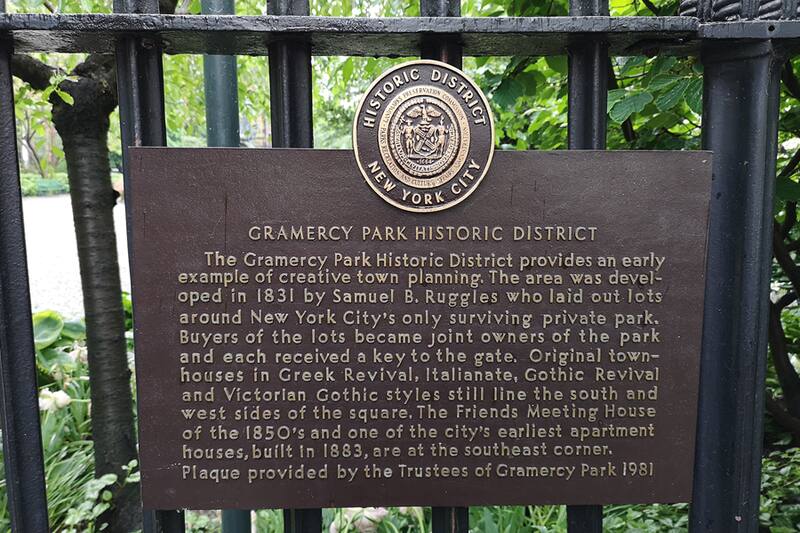 HISTORIC DISTRICT
NEW YORK CITY
GRAMERCY PARK HISTORIC DISTRICT
The Gramercy Park Historic District provides an early
example of creative town planning. The area was devel-
oped in 1831 by Samuel B. Ruggles who laid out lots
around New York City's only surviving private park.
Buyers of the lots became joint owners of the park
and each received a key to the gate. Original town-
houses in Greek Revival, Italianate, Gothic Revival
and Victorian Gothic styles still line the south and
west sides of the square. The Friends Meeting House
of the 1850's and one of the city's earliest apartment
houses, built in 1883, are at the southeast corner.
Plaque provided by the Trustees of Gramercy Park 1981